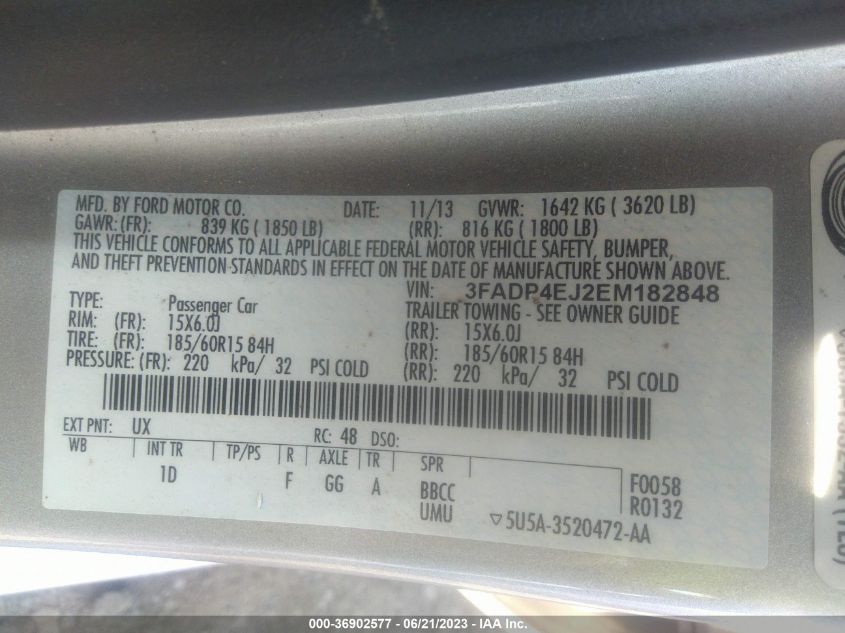 MFD. BY FORD MOTOR CO. DATE: 11/13 GVWR: 1642 KG ( 3620 LB)
GAWR: (FR): 839 KG ( 1850 LB) (RR): 816 KG ( 1800 LB)
THIS VEHICLE CONFORMS TO ALL APPLICABLE FEDERAL MOTOR VEHICLE SAFETY, BUMPER,
AND THEFT PREVENTION STANDARDS IN EFFECT ON THE DATE OF MANUFACTURE SHOWN ABOVE.
VIN: 3FADP4EJ2EM182848
TYPE: Passenger Car TRAILER TOWING - SEE OWNER GUIDE
RIM: (FR): 15X6.0J (RR): 15X6.0J
TIRE: (FR): 185/60R15 84H (RR): 185/60R15 84H
PRESSURE: (FR): 220 kPa/ 32 PSI COLD (RR): 220 kPa/ 32 PSI COLD
EXT PNT: UX RC: 48 DSO:
WB INT TR TP/PS R AXLE TR SPR
1D F GG A BBCC F0058
UMU R0132
▽5U5A-3520472-AA
000-36902577 - 06/21/2023 - IAA Inc.